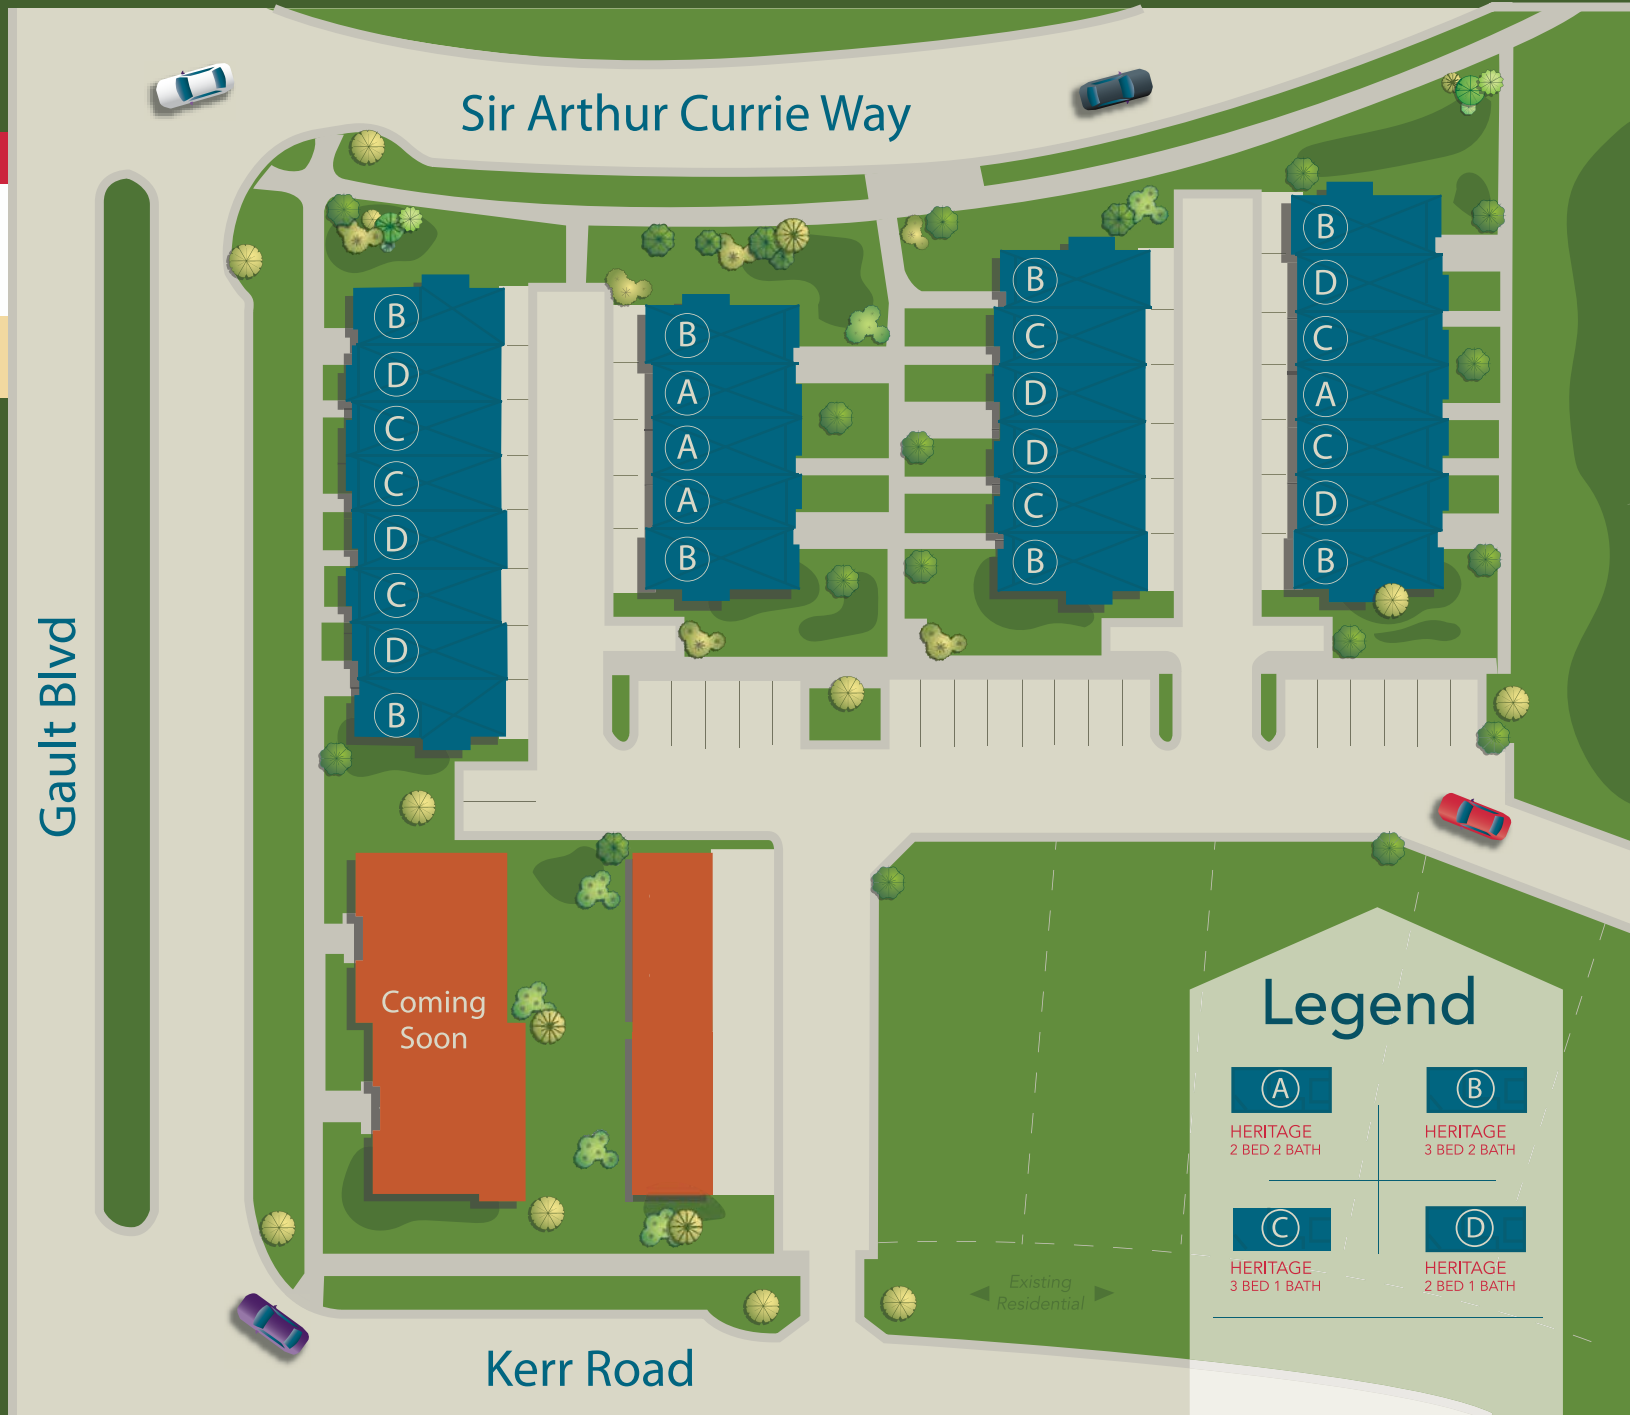 Sir Arthur Currie Way
Gault Blvd
B
D
C
C
D
C
D
B
B
A
A
A
B
B
C
D
D
C
B
B
D
C
A
C
D
B
Coming
Soon
Existing
Residential
Kerr Road
Legend
A
HERITAGE
2 BED 2 BATH
B
HERITAGE
3 BED 2 BATH
C
HERITAGE
3 BED 1 BATH
D
HERITAGE
2 BED 1 BATH